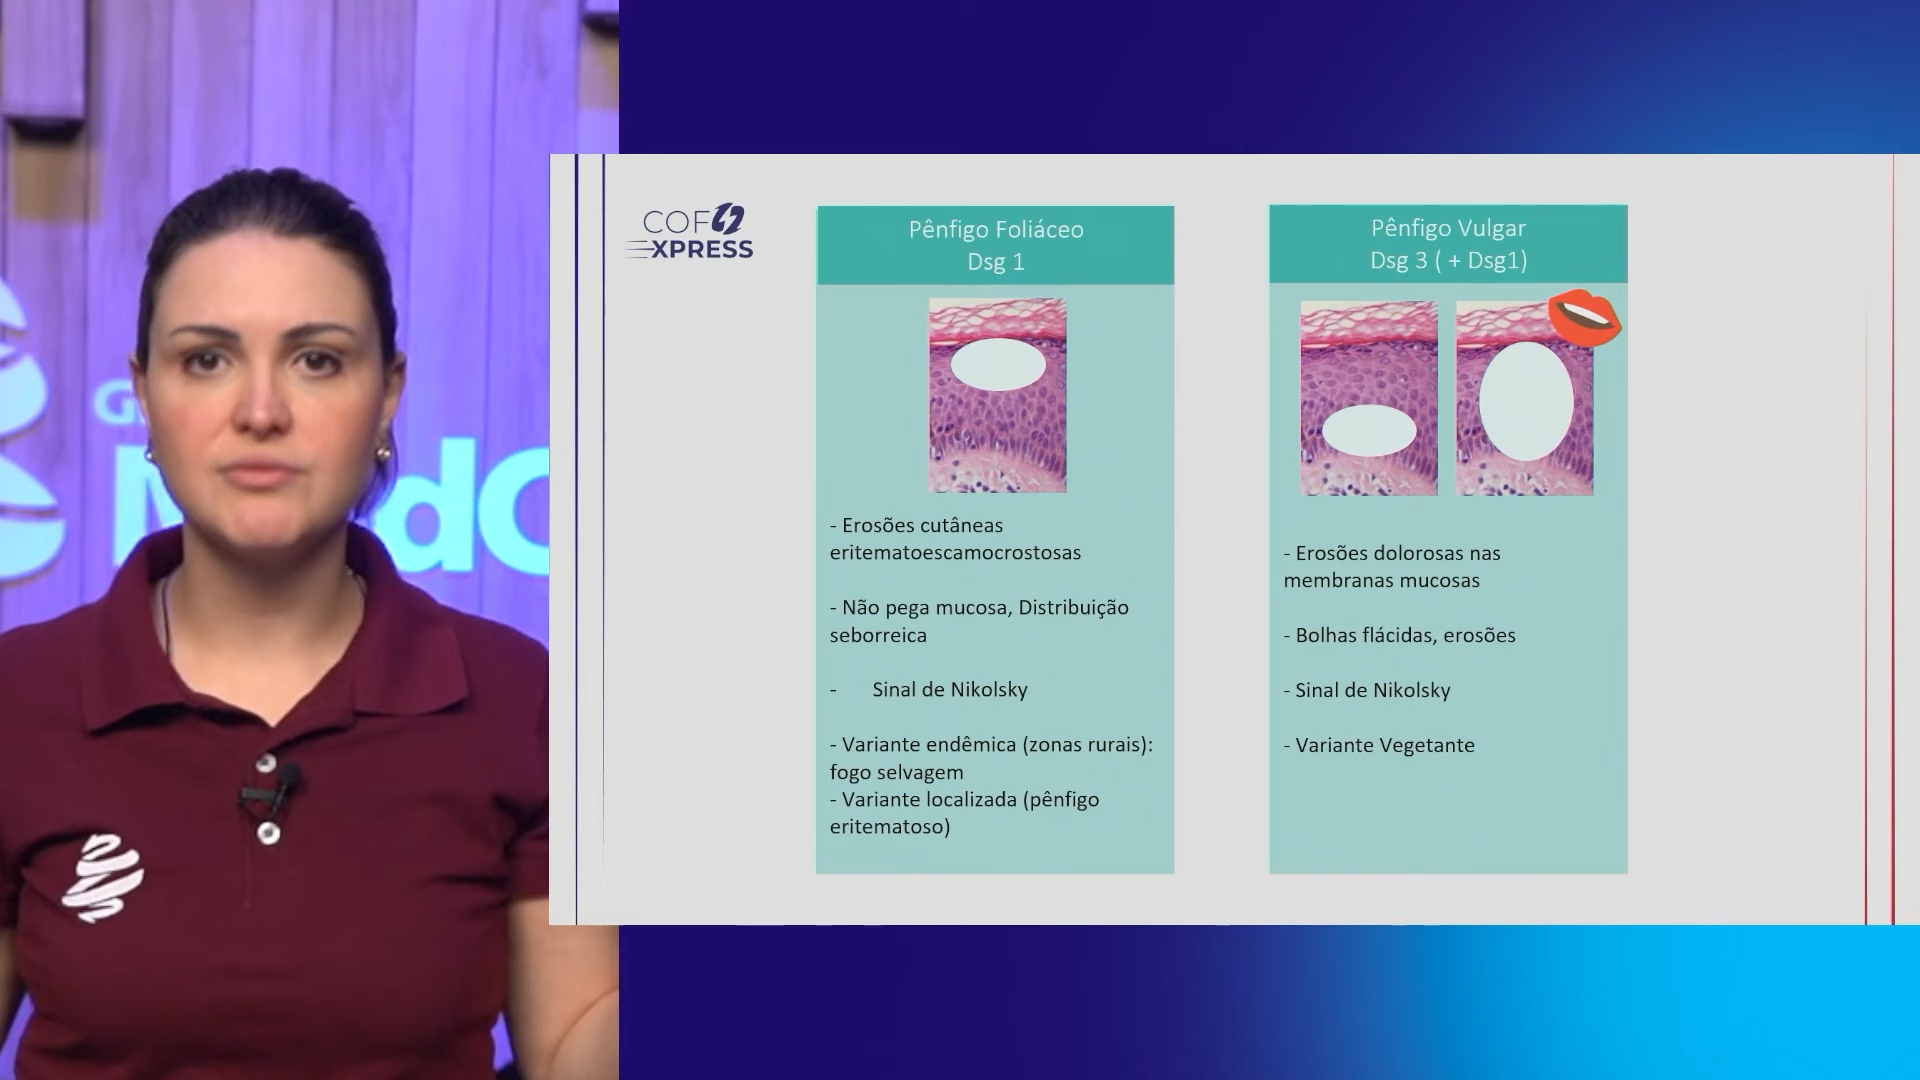 COF
XPRESS
Pênfigo Foliáceo
Dsg 1
- Erosões cutâneas
eritematoescamocrostosas
- Não pega mucosa, Distribuição
seborreica
- Sinal de Nikolsky
- Variante endêmica (zonas rurais):
fogo selvagem
- Variante localizada (pênfigo
eritematoso)
Pênfigo Vulgar
Dsg 3 ( + Dsg1)
- Erosões dolorosas nas
membranas mucosas
- Bolhas flácidas, erosões
- Sinal de Nikolsky
- Variante Vegetante